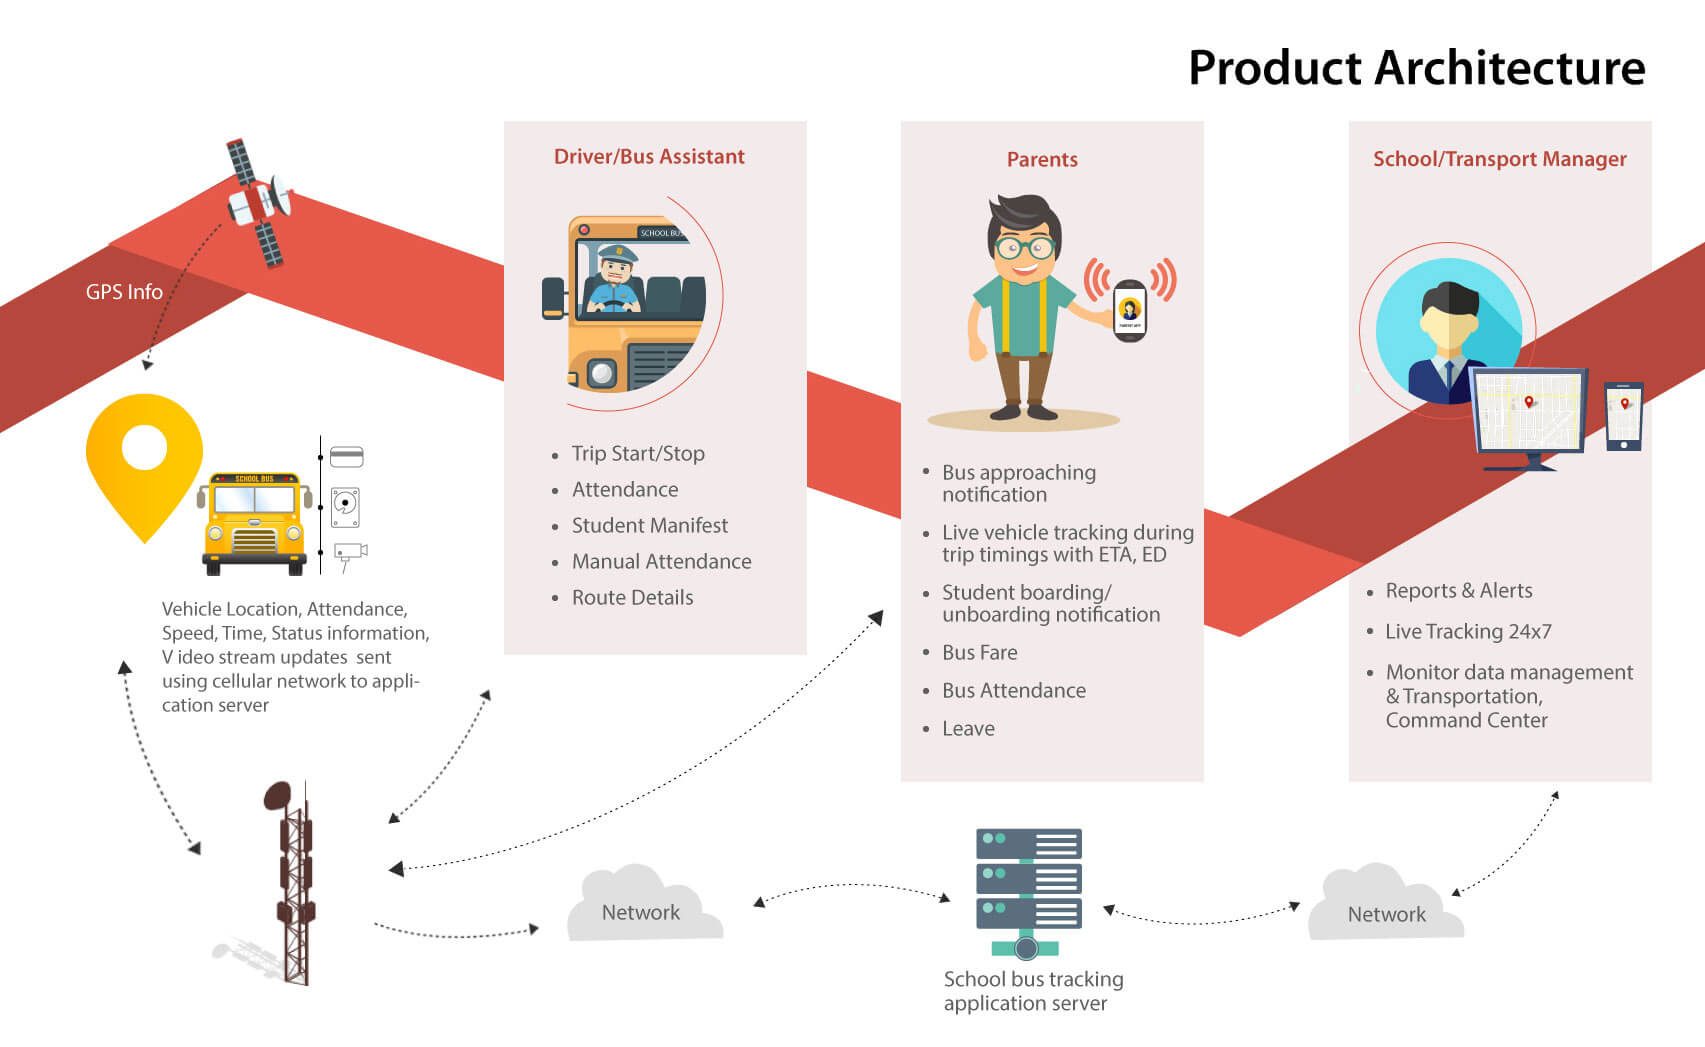 Product Architecture
GPS Info
SCHOOL BUS
Vehicle Location, Attendance,
Speed, Time, Status information,
V ideo stream updates  sent
using cellular network to appli-
cation server
Driver/Bus Assistant
SCHOOL BUS
• Trip Start/Stop
• Attendance
• Student Manifest
• Manual Attendance
• Route Details
Parents
PARENT APP
• Bus approaching
notification
• Live vehicle tracking during
trip timings with ETA, ED
• Student boarding/
unboarding notification
• Bus Fare
• Bus Attendance
• Leave
School/Transport Manager
• Reports & Alerts
• Live Tracking 24x7
• Monitor data management
& Transportation,
Command Center
Network
School bus tracking
application server
Network